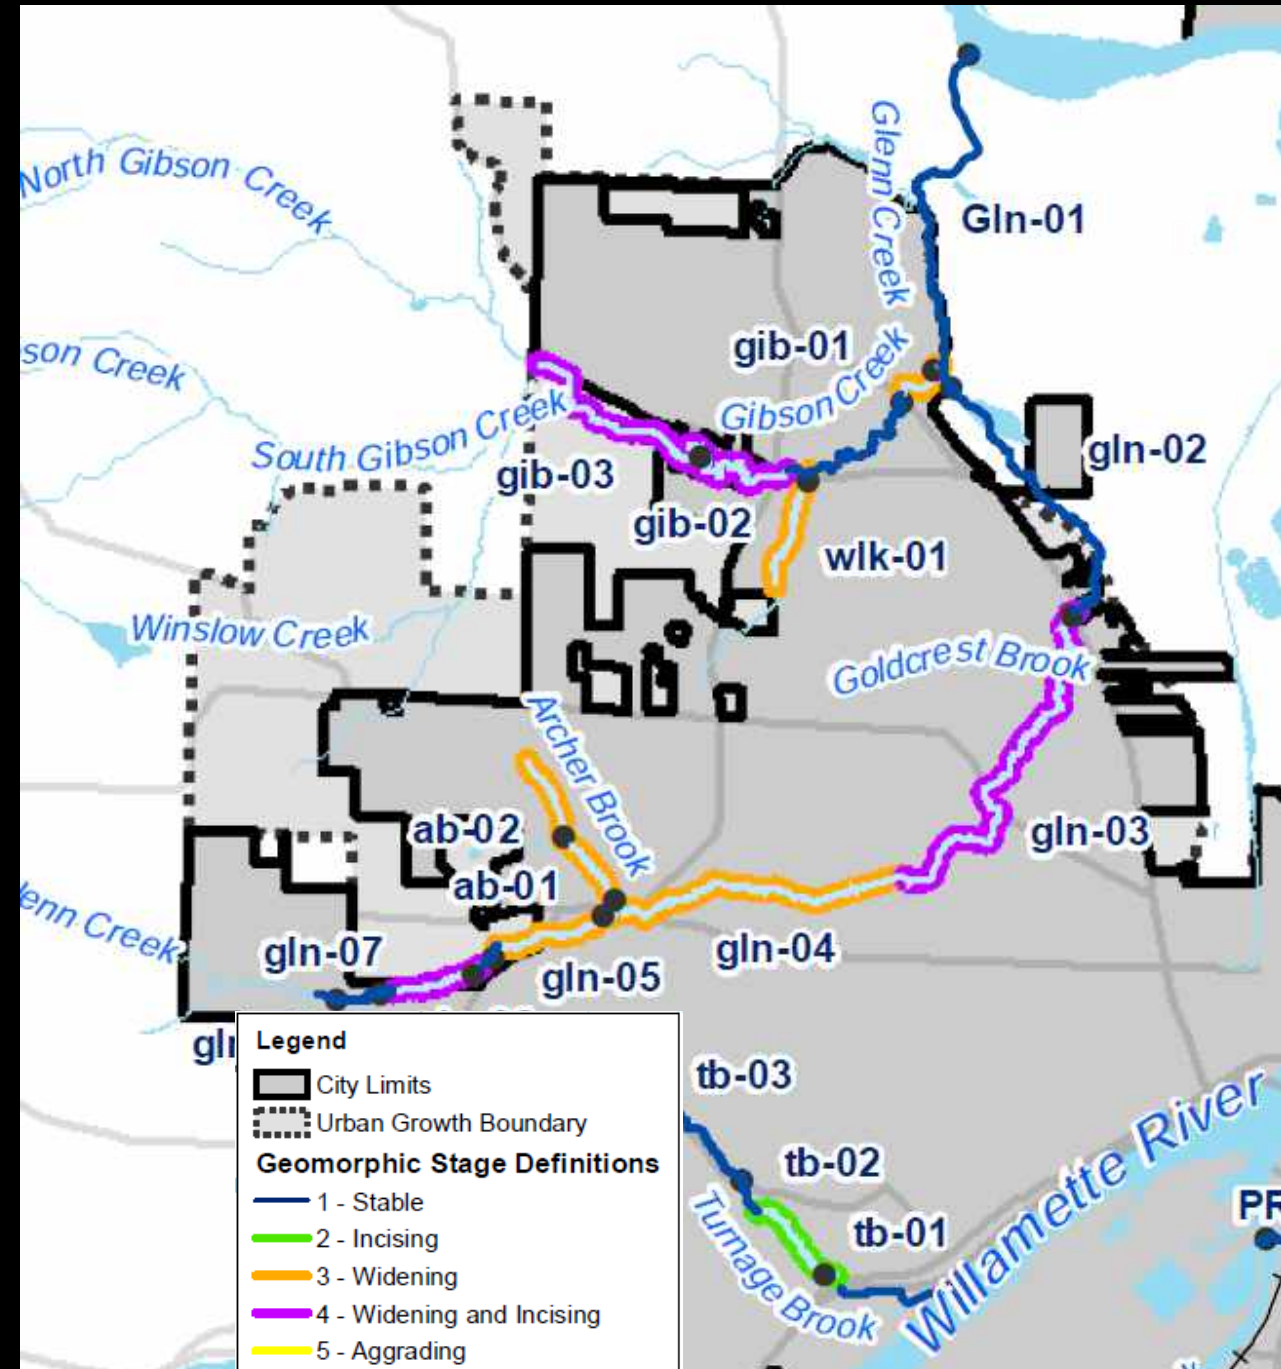 Glenn Creek
North Gibson Creek
Gln-01
gib-01
son Creek
Gibson Creek
South Gibson Creek
gln-02
gib-03
gib-02
wlk-01
Winslow Creek
Goldcrest Brook
Archer Brook
ab-02
gln-03
ab-01
lenn Creek
gln-07
gln-04
gln-05
gln
Legend
City Limits
Urban Growth Boundary
Geomorphic Stage Definitions
1 - Stable
2 - Incising
3 - Widening
4 - Widening and Incising
5 - Aggrading
tb-03
tb-02
Turnage Brook
tb-01
Willamette River
PR